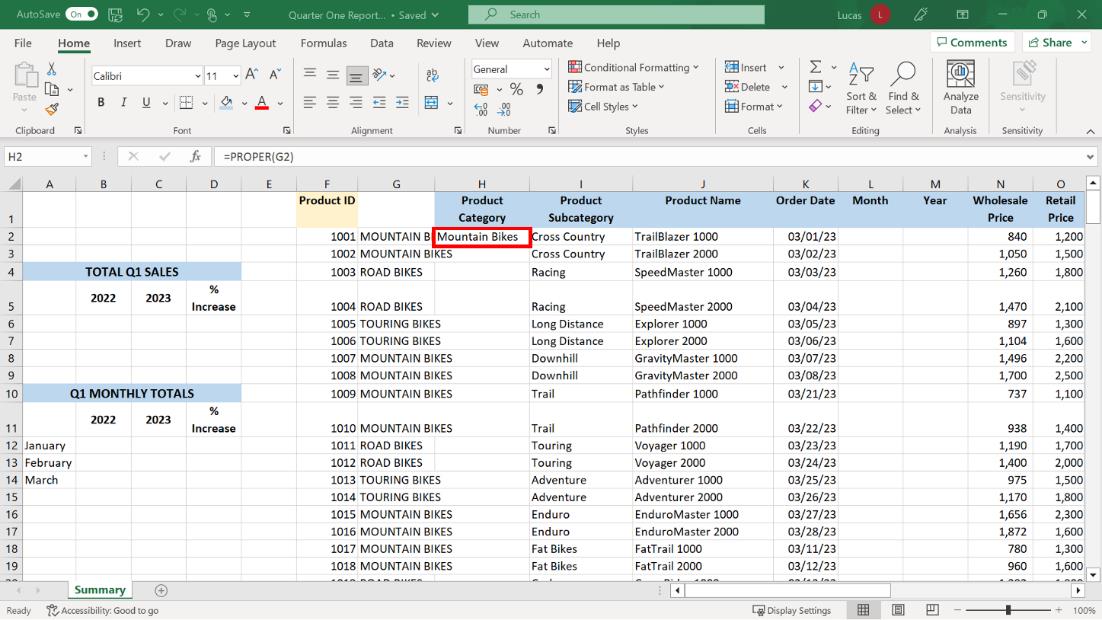 AutoSave On Quarter One Report... • Saved Search Lucas L
File Home Insert Draw Page Layout Formulas Data Review View Automate Help Comments Share
Paste Calibri 11 A A General Conditional Formatting Insert Sort & Find & Analyze Sensitivity
B I U A ab % Format as Table Delete Filter Select Data
Cell Styles Format
Clipboard Font Alignment Number Styles Cells Editing Analysis Sensitivity
H2 fx =PROPER(G2)
A B C D E F G H I J K L M N O
1 Product ID Product Category Product Subcategory Product Name Order Date Month Year Wholesale Price Retail Price
2 1001 MOUNTAIN B Mountain Bikes Cross Country TrailBlazer 1000 03/01/23 840 1,200
3 1002 MOUNTAIN BIKES Cross Country TrailBlazer 2000 03/02/23 1,050 1,500
4 TOTAL Q1 SALES 1003 ROAD BIKES Racing SpeedMaster 1000 03/03/23 1,260 1,800
5 2022 2023 % Increase 1004 ROAD BIKES Racing SpeedMaster 2000 03/04/23 1,470 2,100
6 1005 TOURING BIKES Long Distance Explorer 1000 03/05/23 897 1,300
7 1006 TOURING BIKES Long Distance Explorer 2000 03/06/23 1,104 1,600
8 1007 MOUNTAIN BIKES Downhill GravityMaster 1000 03/07/23 1,496 2,200
9 1008 MOUNTAIN BIKES Downhill GravityMaster 2000 03/08/23 1,700 2,500
10 Q1 MONTHLY TOTALS 1009 MOUNTAIN BIKES Trail Pathfinder 1000 03/21/23 737 1,100
11 2022 2023 % Increase 1010 MOUNTAIN BIKES Trail Pathfinder 2000 03/22/23 938 1,400
12 January 1011 ROAD BIKES Touring Voyager 1000 03/23/23 1,190 1,700
13 February 1012 ROAD BIKES Touring Voyager 2000 03/24/23 1,400 2,000
14 March 1013 TOURING BIKES Adventure Adventurer 1000 03/25/23 975 1,500
15 1014 TOURING BIKES Adventure Adventurer 2000 03/26/23 1,170 1,800
16 1015 MOUNTAIN BIKES Enduro EnduroMaster 1000 03/27/23 1,656 2,300
17 1016 MOUNTAIN BIKES Enduro EnduroMaster 2000 03/28/23 1,872 1,600
18 1017 MOUNTAIN BIKES Fat Bikes FatTrail 1000 03/11/23 780 1,300
19 1018 MOUNTAIN BIKES Fat Bikes FatTrail 2000 03/12/23 960 1,600
Summary
Ready Accessibility: Good to go Display Settings 100%